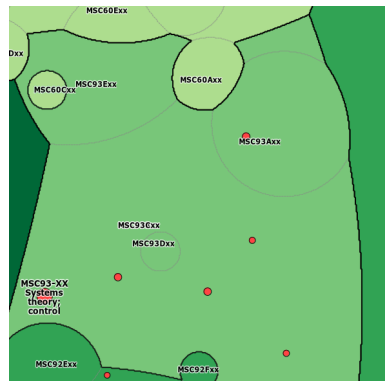 MSC60Exx
Dxx
MSC60Cxx
MSC93Exx
MSC60Axx
MSC93Axx
MSC93Cxx
MSC93Dxx
MSC93-XX
Systems
theory;
control
MSC92Exx
MSC92Fxx